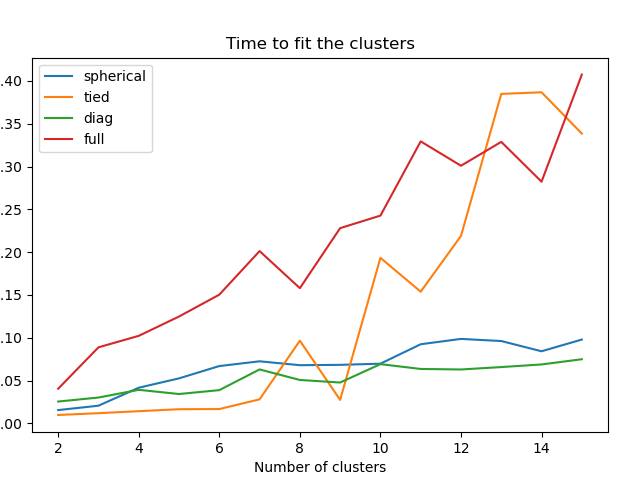 Time to fit the clusters
spherical
tied
diag
full
.40
.35
.30
.25
.20
.15
.10
.05
.00
2 4 6 8 10 12 14
Number of clusters